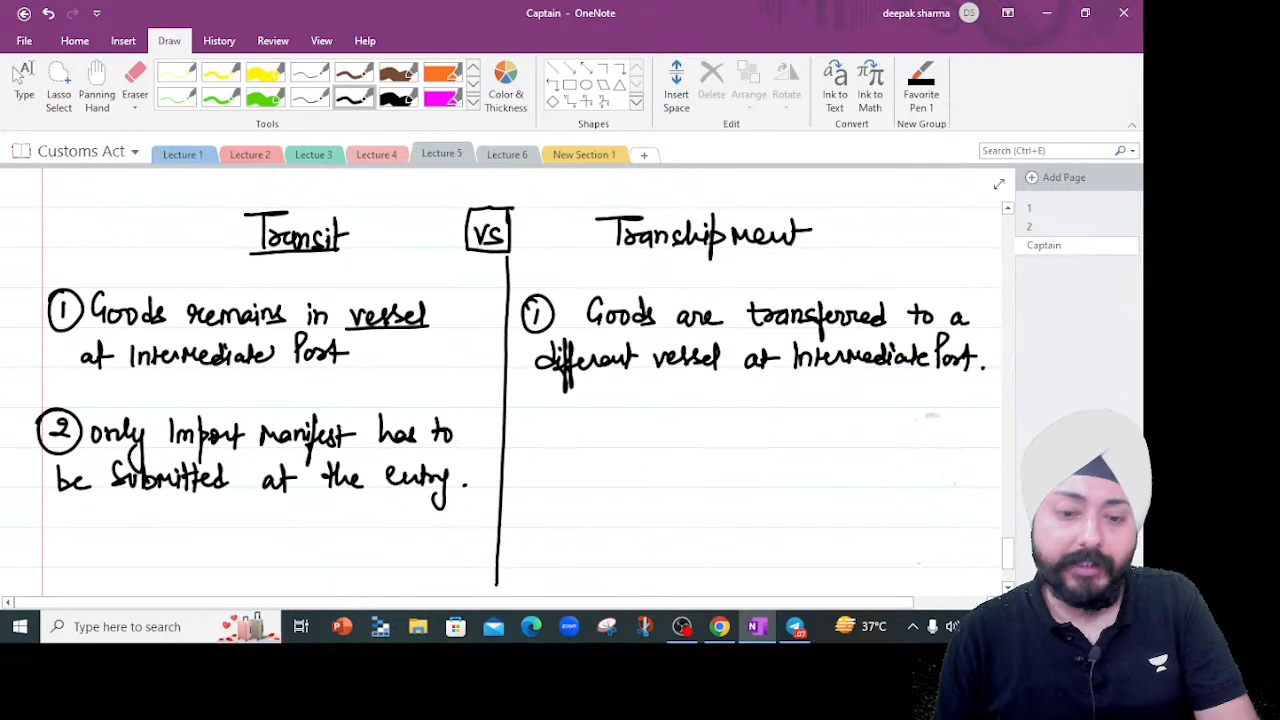 Captain - OneNote
deepak sharma DS
File Home Insert Draw History Review View Help
Type
Lasso Select
Panning Hand
Eraser
Color & Thickness
Insert Space
Delete
Arrange
Rotate
Ink to Text
Ink to Math
Favorite Pen 1
Tools Shapes Edit Convert New Group
Customs Act Lecture 1 Lecture 2 Lectue 3 Lecture 4 Lecture 5 Lecture 6 New Section 1 Search (Ctrl+E)
Add Page
1
2
Captain
Transit vs Transhipment
① Goods remains in vessel
at Intermediate Port
② only Import manifest has to
be Submitted at the entry.
① Goods are transferred to a
different vessel at Intermediate Port.
Type here to search 37°C